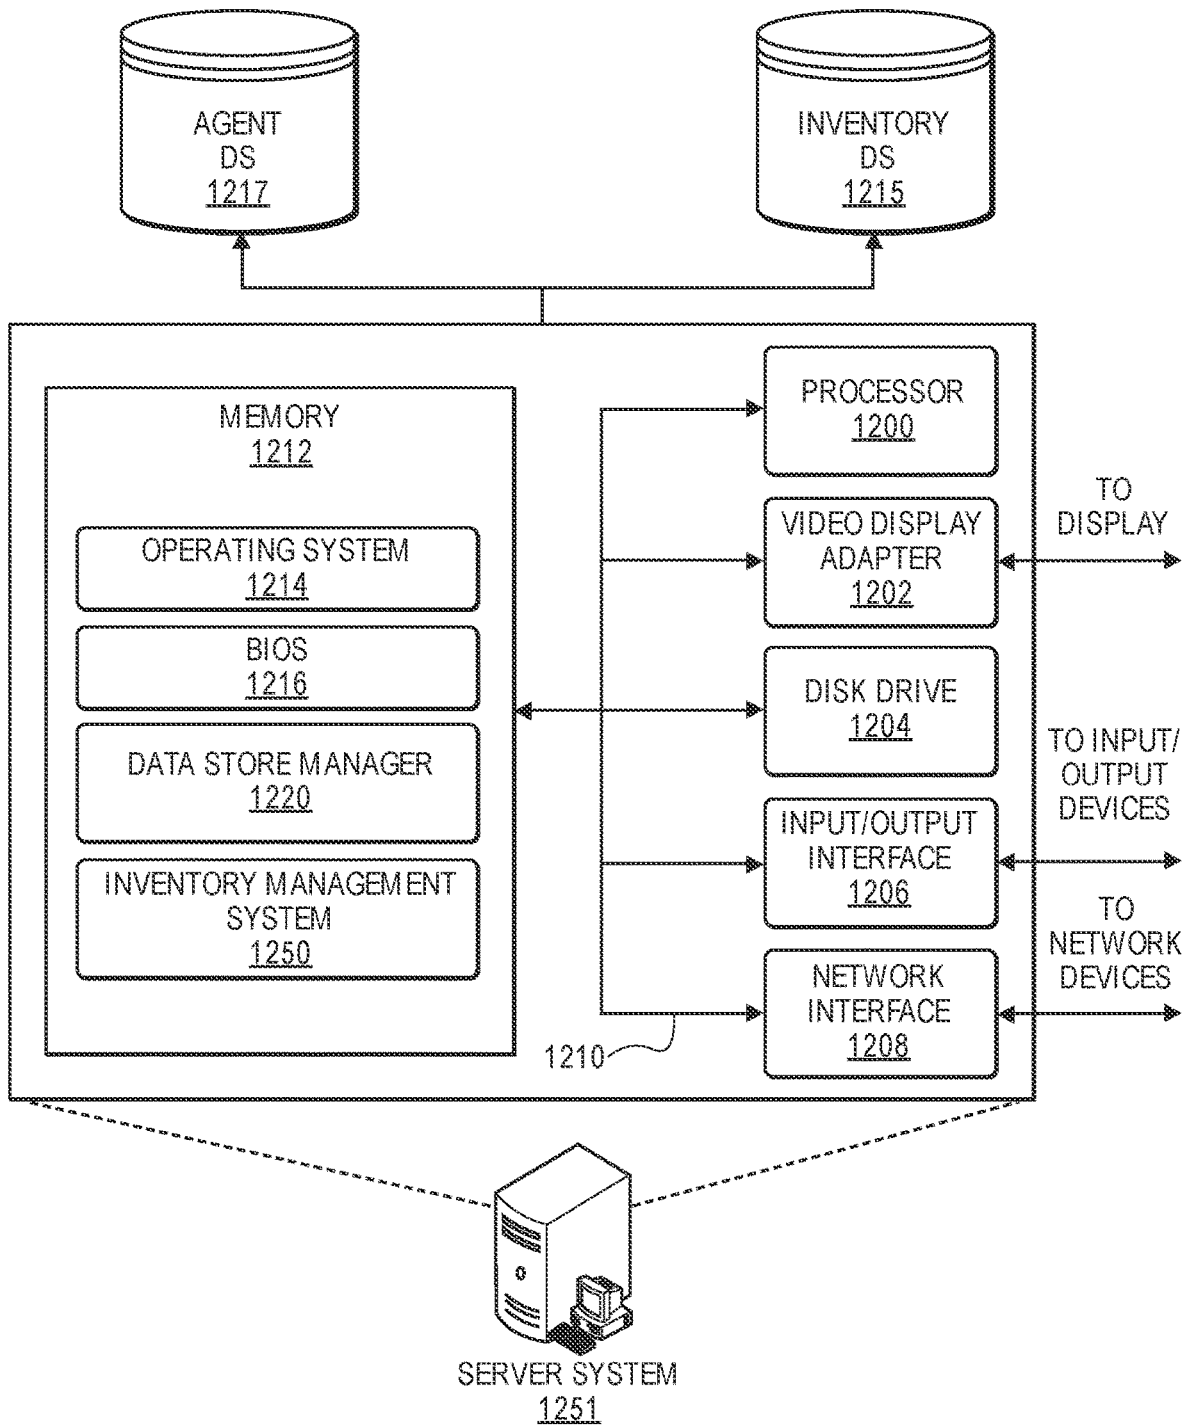 AGENT
DS
1217
INVENTORY
DS
1215
MEMORY
1212
OPERATING SYSTEM
1214
BIOS
1216
DATA STORE MANAGER
1220
INVENTORY MANAGEMENT
SYSTEM
1250
PROCESSOR
1200
VIDEO DISPLAY
ADAPTER
1202
DISK DRIVE
1204
INPUT/OUTPUT
INTERFACE
1206
NETWORK
INTERFACE
1208
1210
TO
DISPLAY
TO INPUT/
OUTPUT
DEVICES
TO
NETWORK
DEVICES
SERVER SYSTEM
1251